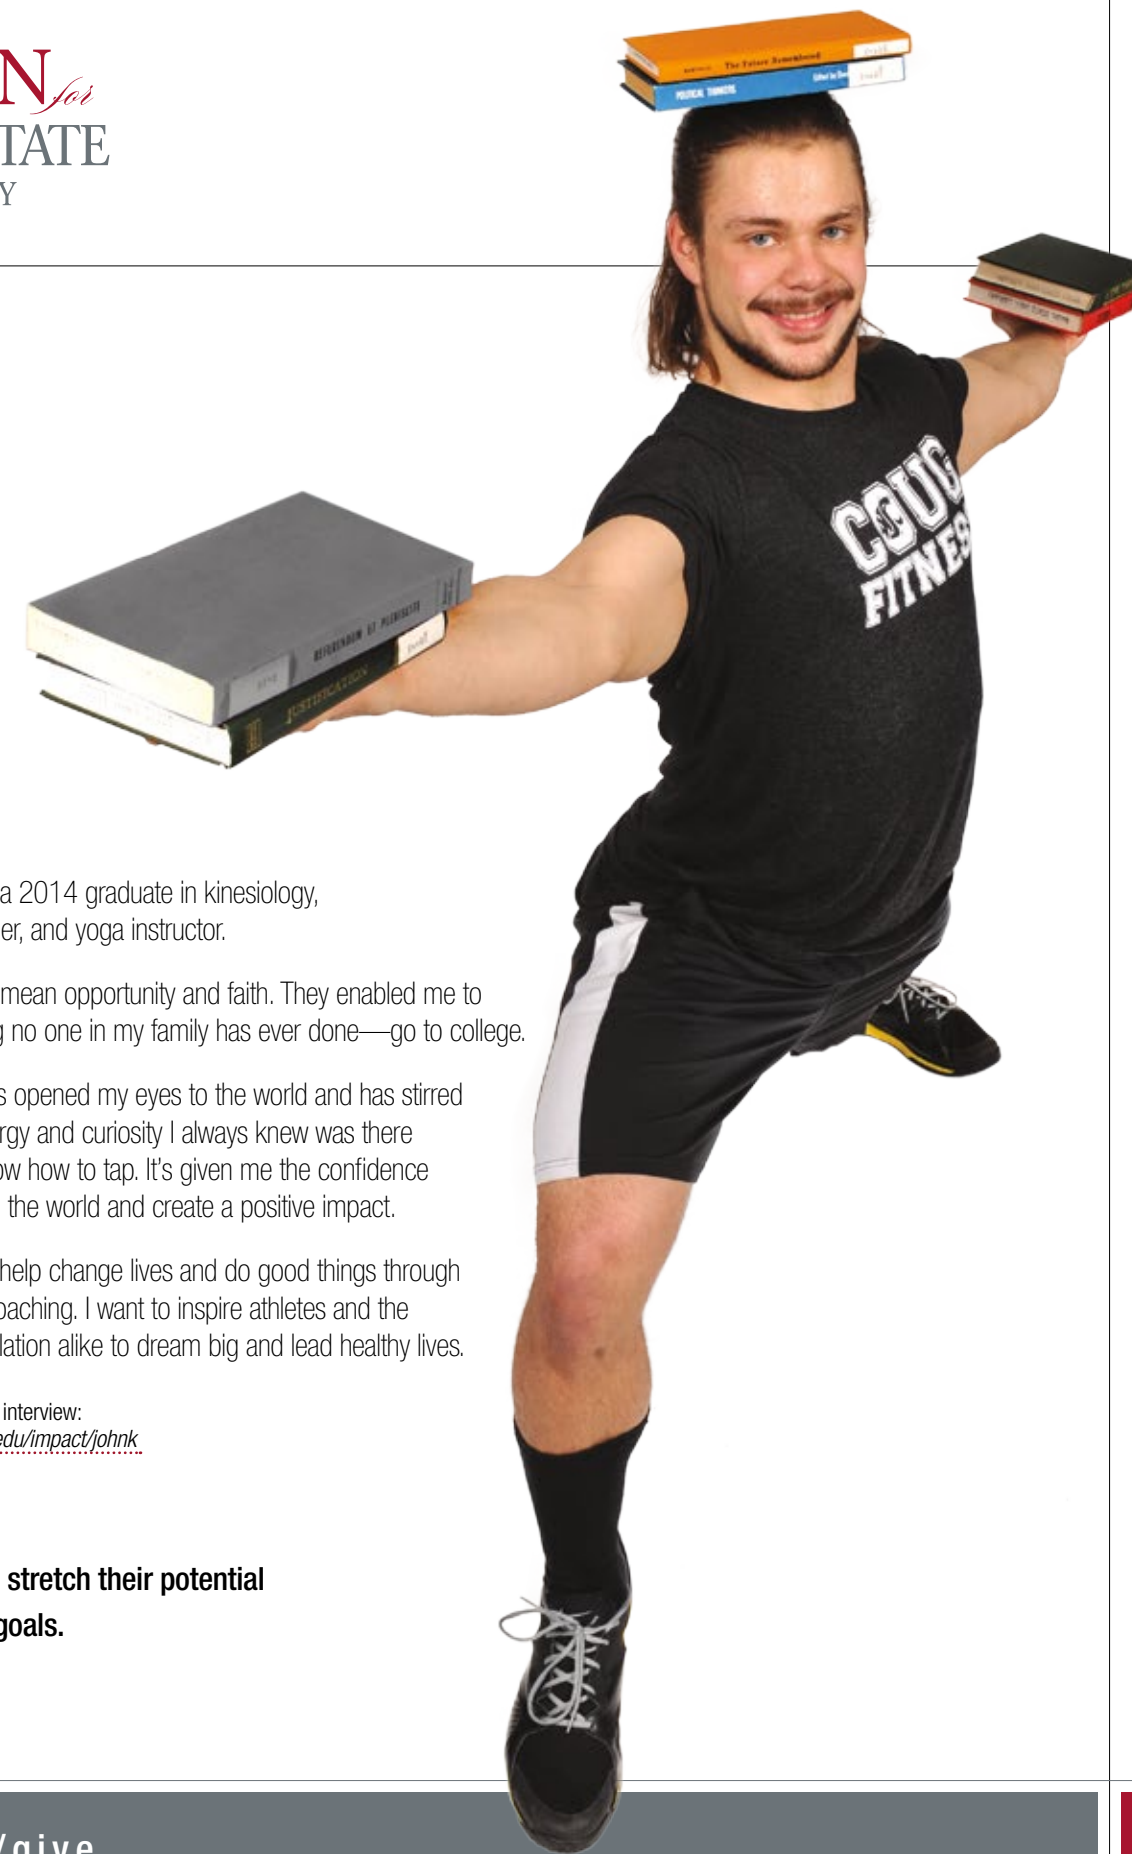 N for
TATE
Y
The Future Remembered
POLITICAL THINKERS
Edited by
COUG
FITNESS
REFERENDUM ET PLEBISCITE
JUSTIFICATION
a 2014 graduate in kinesiology,
er, and yoga instructor.
mean opportunity and faith. They enabled me to
g no one in my family has ever done—go to college.
s opened my eyes to the world and has stirred
rgy and curiosity I always knew was there
ow how to tap. It’s given me the confidence
the world and create a positive impact.
help change lives and do good things through
oaching. I want to inspire athletes and the
lation alike to dream big and lead healthy lives.
interview:
edu/impact/johnk
stretch their potential
goals.
/give